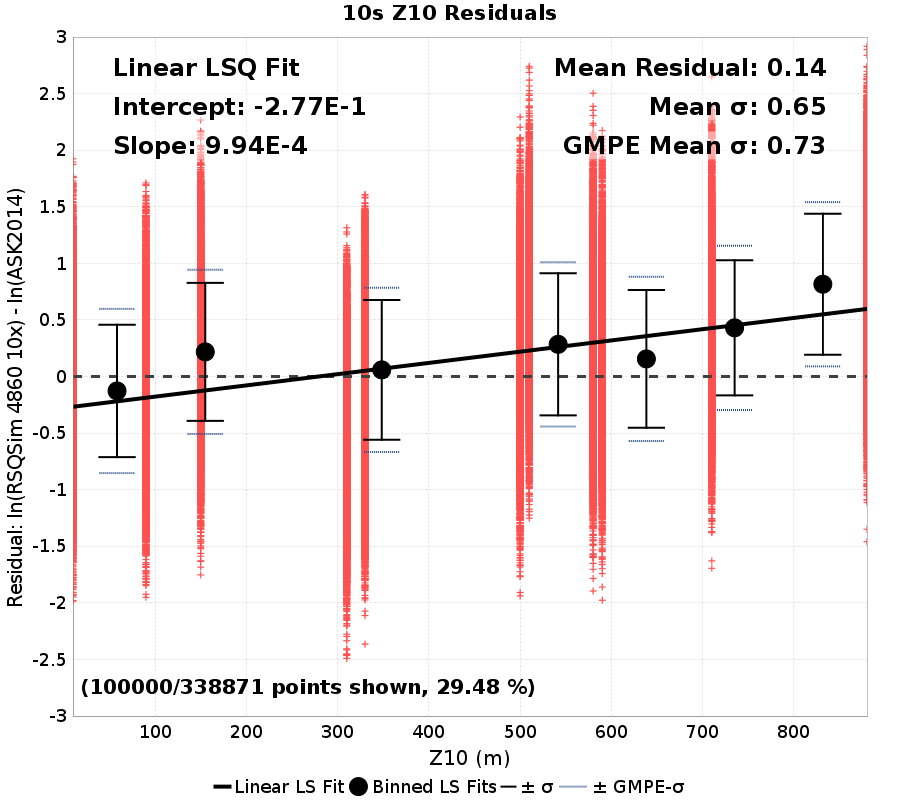 10s Z10 Residuals
Linear LSQ Fit
Intercept: -2.77E-1
Slope: 9.94E-4
Mean Residual: 0.14
Mean σ: 0.65
GMPE Mean σ: 0.73
Residual: ln(RSQSim 4860 10x) - ln(ASK2014)
3
2.5
2
1.5
1
0.5
0
-0.5
-1
-1.5
-2
-2.5
-3
(100000/338871 points shown, 29.48 %)
100 200 300 400 500 600 700 800
Z10 (m)
Linear LS Fit Binned LS Fits ± σ ± GMPE-σ